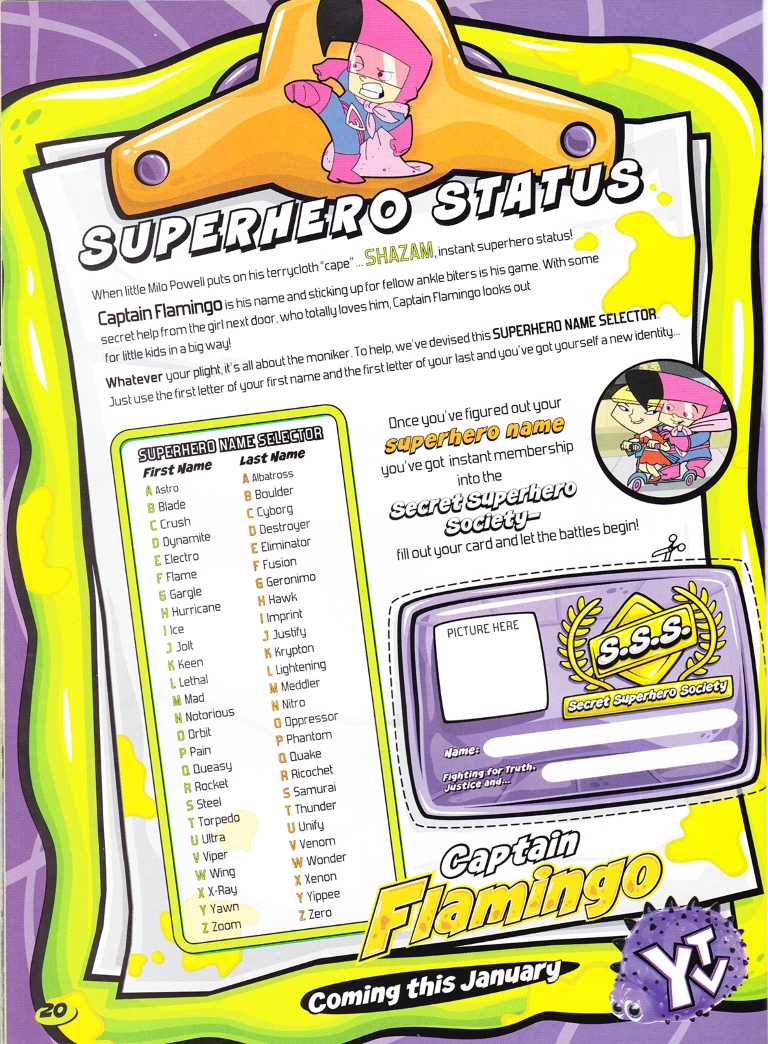 SUPERHERO STATUS
When little Milo Powell puts on his terrycloth "cape"... SHAZAM, instant superhero status!
Captain Flamingo is his name and sticking up for fellow ankle biters is his game. With some
secret help from the girl next door, who totally loves him, Captain Flamingo looks out
for little kids in a big way!
Whatever your plight, it's all about the moniker. To help, we've devised this SUPERHERO NAME SELECTOR.
Just use the first letter of your first name and the first letter of your last and you've got yourself a new identity...
SUPERHERO NAME SELECTOR
First Name
A Astro
B Blade
C Crush
D Dynamite
E Electro
F Flame
G Gargle
H Hurricane
I Ice
J Jolt
K Keen
L Lethal
M Mad
N Notorious
O Orbit
P Pain
Q Queasy
R Rocket
S Steel
T Torpedo
U Ultra
V Viper
W Wing
X X-Ray
Y Yawn
Z Zoom
Last Name
A Albatross
B Boulder
C Cyborg
D Destroyer
E Eliminator
F Fusion
G Geronimo
H Hawk
I Imprint
J Justify
K Krypton
L Lightening
M Meddler
N Nitro
O Oppressor
P Phantom
Q Quake
R Ricochet
S Samurai
T Thunder
U Unify
V Venom
W Wonder
X Xenon
Y Yippee
Z Zero
Once you've figured out your
superhero name
you've got instant membership
into the
Secret Superhero
Society–
fill out your card and let the battles begin!
PICTURE HERE
S.S.S.
Secret Superhero Society
Name:
Fighting for Truth,
Justice and...
Captain
Flamingo
Coming this January
YTV
20